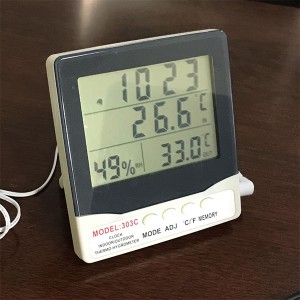 10 23
26.6 °C
49% RH 33.0 °C
MODEL:303C
CLOCK
INDOOR/OUTDOOR
THERMO HYGROMETER
MODE ADJ °C/F MEMORY